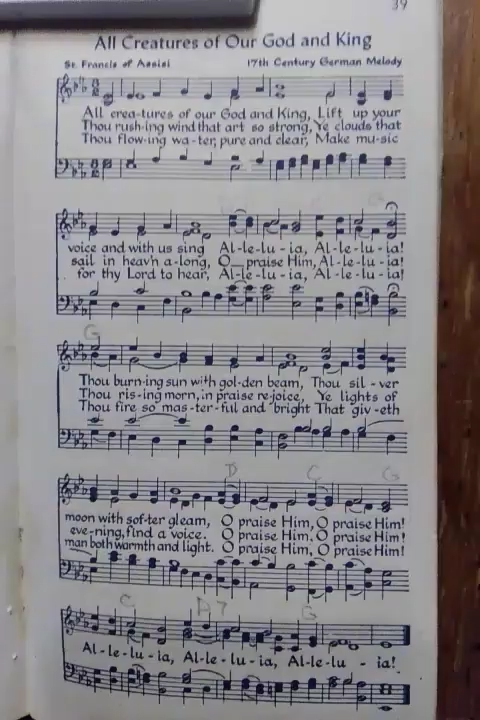 39
All Creatures of Our God and King
St. Francis of Assisi 17th Century German Melody
All crea-tures of our God and King, Lift up your
Thou rush-ing wind that art so strong, Ye clouds that
Thou flow-ing wa-ter, pure and clear, Make mu-sic
voice and with us sing Al-le-lu-ia, Al-le-lu-ia!
sail in heav'n a-long, O praise Him, Al-le-lu-ia!
for thy Lord to hear, Al-le-lu-ia, Al-le-lu-ia!
G
Thou burn-ing sun with gol-den beam, Thou sil-ver
Thou ris-ing morn, in praise re-joice, Ye lights of
Thou fire so mas-ter-ful and bright That giv-eth
D C G
moon with sof-ter gleam, O praise Him, O praise Him!
eve-ning, find a voice. O praise Him, O praise Him!
man both warmth and light. O praise Him, O praise Him!
C A7 G
Al-le-lu-ia, Al-le-lu-ia, Al-le-lu-ia!